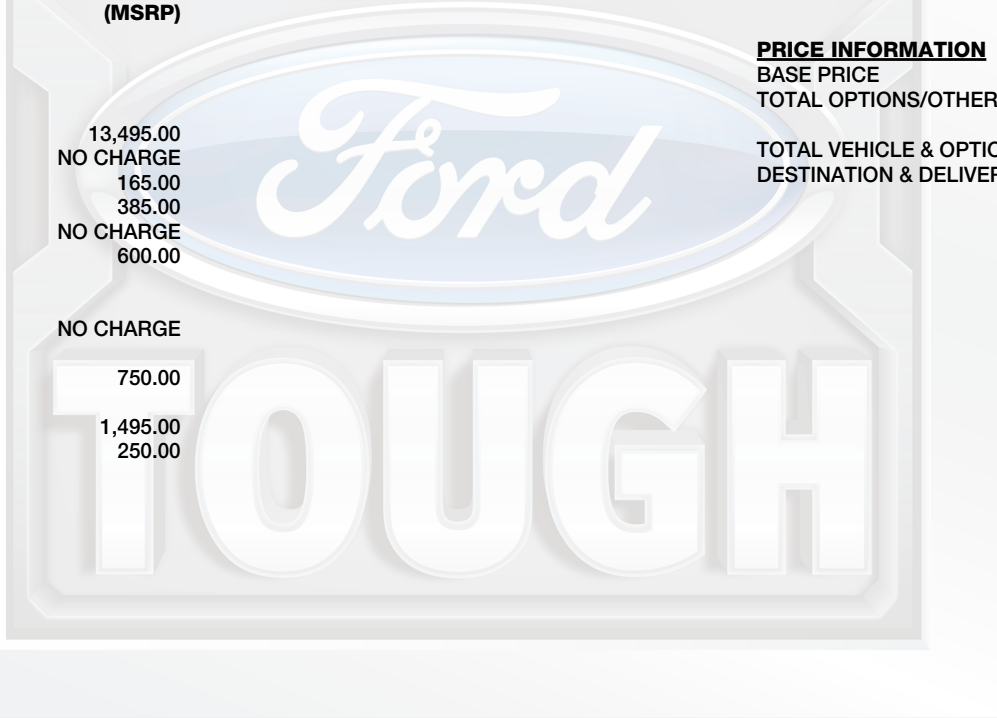 (MSRP)
13,495.00
NO CHARGE
165.00
385.00
NO CHARGE
600.00
NO CHARGE
750.00
1,495.00
250.00
PRICE INFORMATION
BASE PRICE
TOTAL OPTIONS/OTHER
TOTAL VEHICLE & OPTIO
DESTINATION & DELIVER
Ford
TOUGH